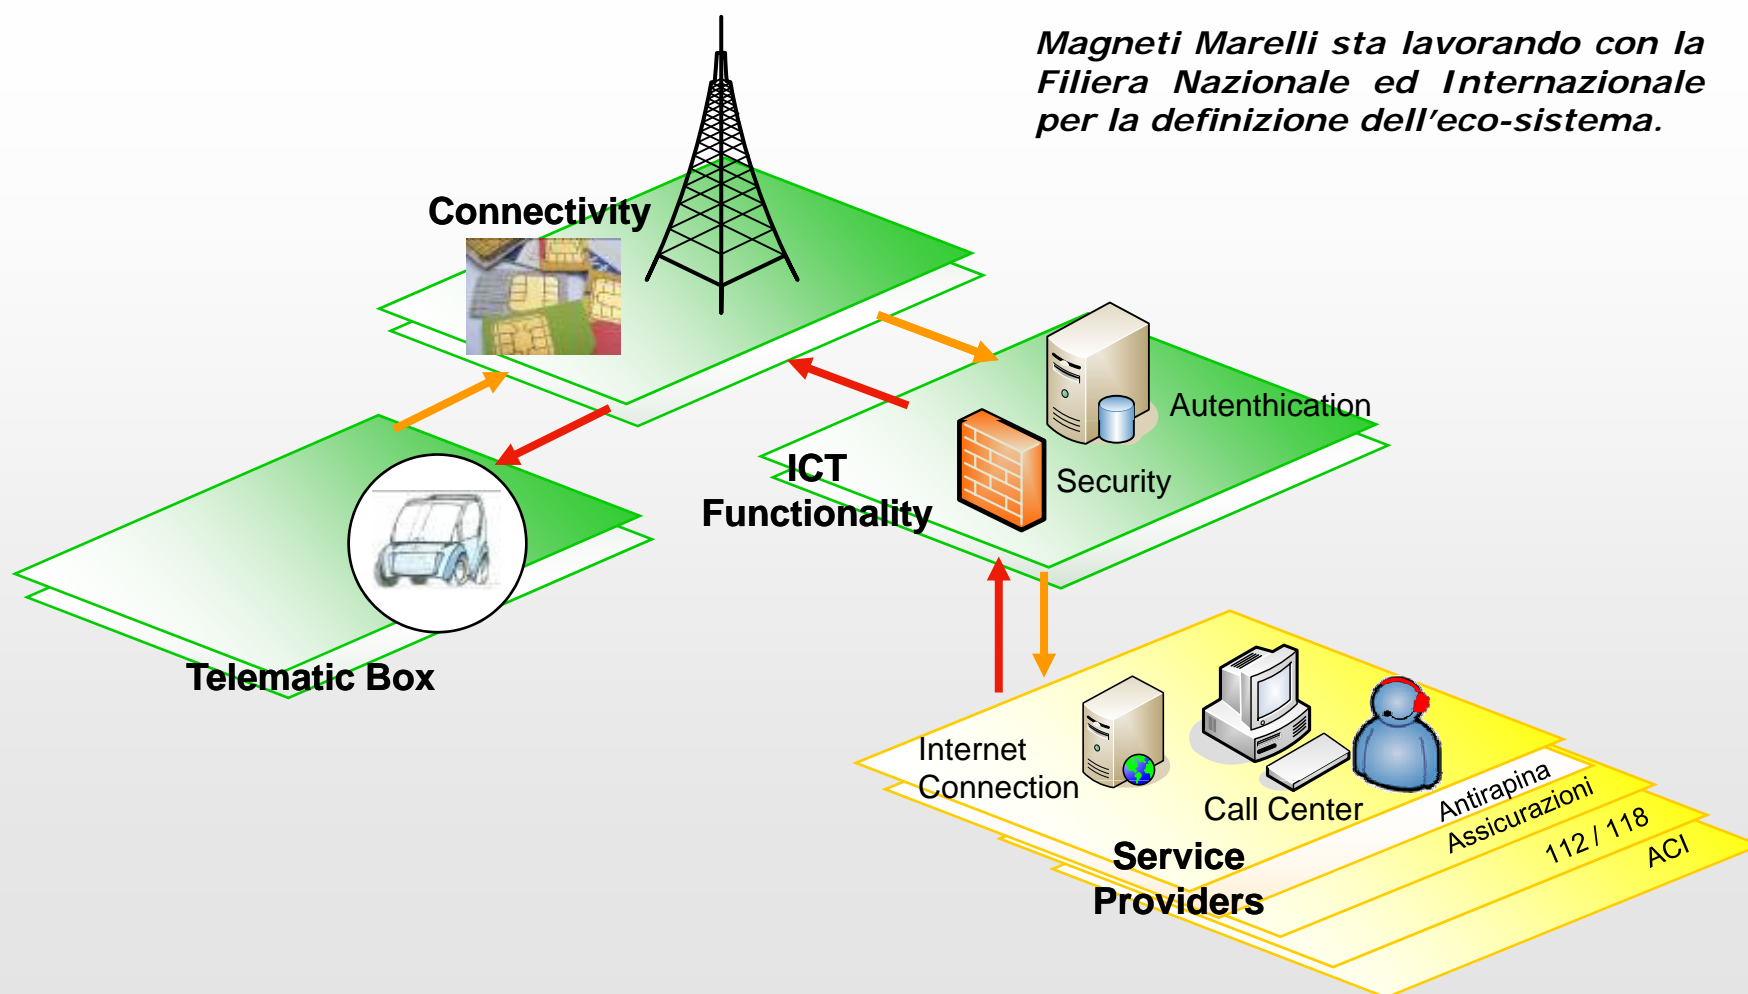 Magneti Marelli sta lavorando con la
Filiera Nazionale ed Internazionale
per la definizione dell'eco-sistema.
Connectivity
Autenthication
ICT
Functionality
Security
Telematic Box
Internet
Connection
Call Center
Antirapina
Assicurazioni
112 / 118
ACI
Service
Providers